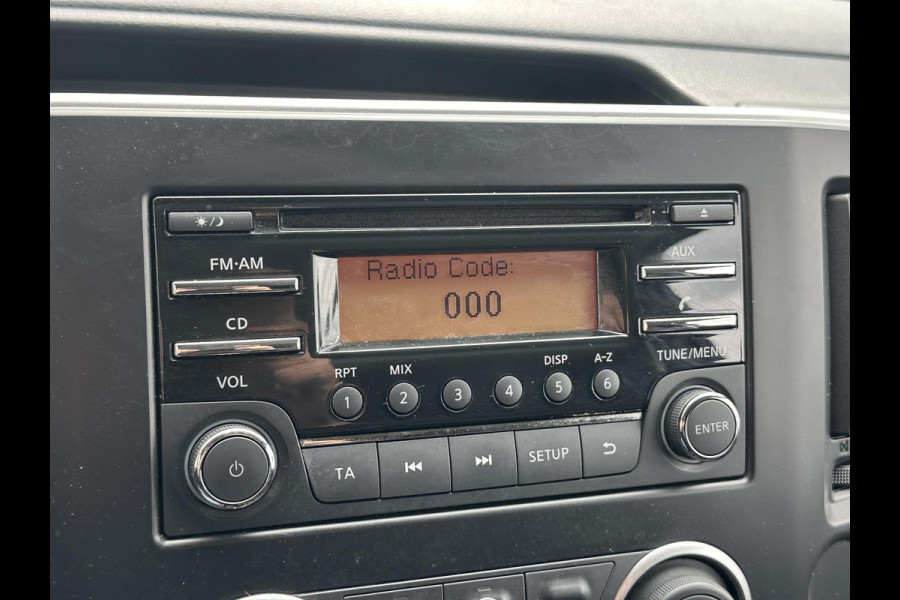 FM·AM
CD
VOL
Radio Code:
000
AUX
TUNE/MENU
RPT MIX DISP A-Z
1 2 3 4 5 6
TA SETUP
ENTER
N